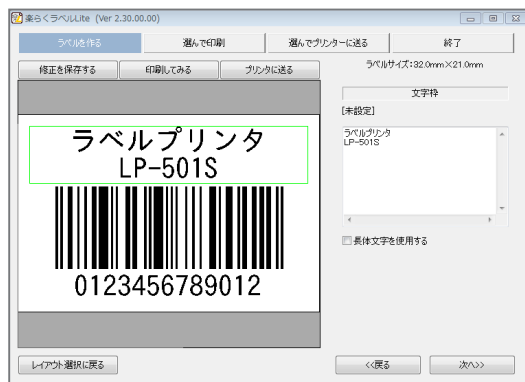 楽らくラベルLite (Ver 2.30.00.00)
ラベルを作る
選んで印刷
選んでプリンターに送る
終了
修正を保存する
印刷してみる
プリンタに送る
ラベルサイズ:32.0mm×21.0mm
文字枠
[未設定]
ラベルプリンタ
LP-501S
ラベルプリンタ
LP-501S
0123456789012
長体文字を使用する
レイアウト選択に戻る
<<戻る
次へ>>